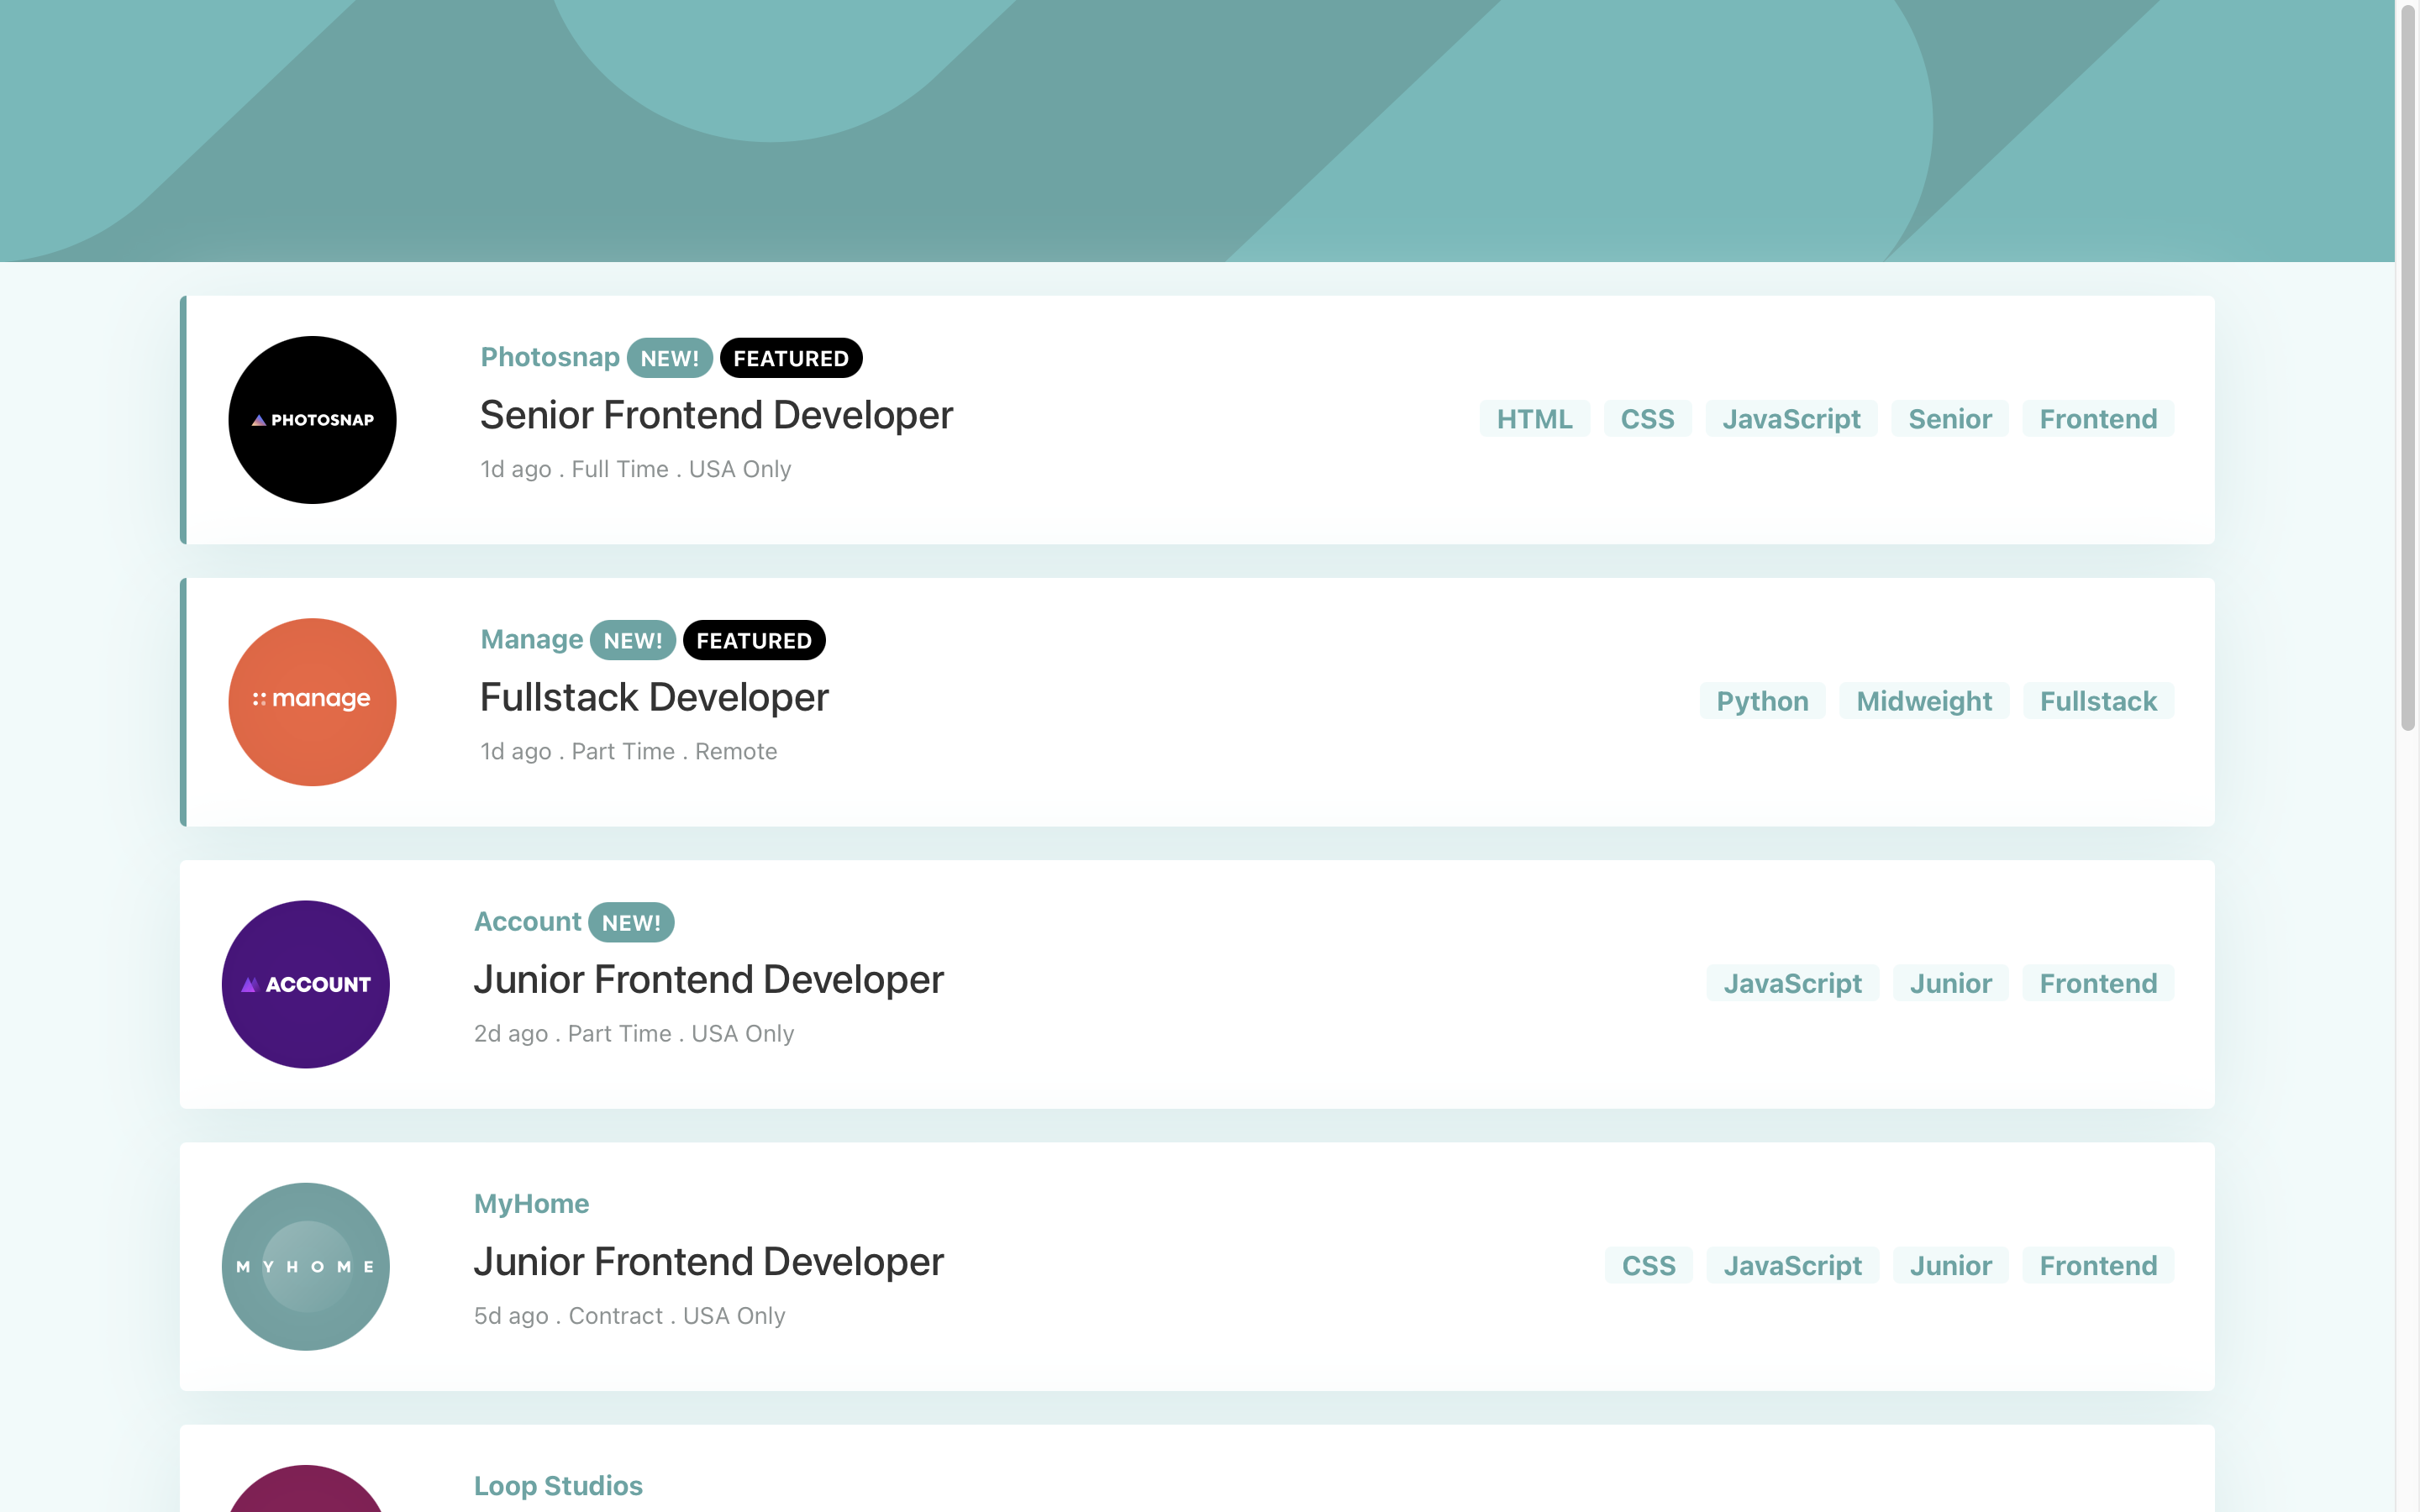 Photosnap NEW! FEATURED
PHOTOSNAP
Senior Frontend Developer
HTML CSS JavaScript Senior Frontend
1d ago . Full Time . USA Only
Manage NEW! FEATURED
manage
Fullstack Developer
Python Midweight Fullstack
1d ago . Part Time . Remote
Account NEW!
ACCOUNT
Junior Frontend Developer
JavaScript Junior Frontend
2d ago . Part Time . USA Only
MyHome
MYHOME
Junior Frontend Developer
CSS JavaScript Junior Frontend
5d ago . Contract . USA Only
Loop Studios